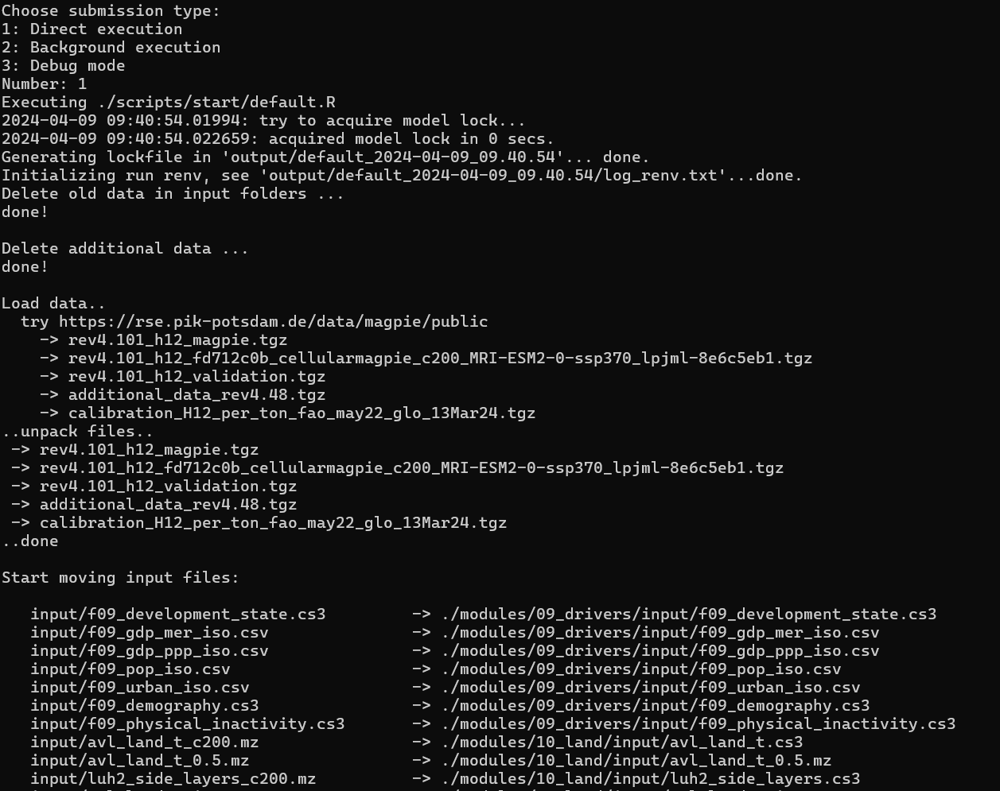 Choose submission type:
1: Direct execution
2: Background execution
3: Debug mode
Number: 1
Executing ./scripts/start/default.R
2024-04-09 09:40:54.01994: try to acquire model lock...
2024-04-09 09:40:54.022659: acquired model lock in 0 secs.
Generating lockfile in 'output/default_2024-04-09_09.40.54'... done.
Initializing run renv, see 'output/default_2024-04-09_09.40.54/log_renv.txt'...done.
Delete old data in input folders ...
done!
Delete additional data ...
done!
Load data..
try https://rse.pik-potsdam.de/data/magpie/public
-> rev4.101_h12_magpie.tgz
-> rev4.101_h12_fd712c0b_cellularmagpie_c200_MRI-ESM2-0-ssp370_lpjml-8e6c5eb1.tgz
-> rev4.101_h12_validation.tgz
-> additional_data_rev4.48.tgz
-> calibration_H12_per_ton_fao_may22_glo_13Mar24.tgz
..unpack files..
-> rev4.101_h12_magpie.tgz
-> rev4.101_h12_fd712c0b_cellularmagpie_c200_MRI-ESM2-0-ssp370_lpjml-8e6c5eb1.tgz
-> rev4.101_h12_validation.tgz
-> additional_data_rev4.48.tgz
-> calibration_H12_per_ton_fao_may22_glo_13Mar24.tgz
..done
Start moving input files:
input/f09_development_state.cs3 -> ./modules/09_drivers/input/f09_development_state.cs3
input/f09_gdp_mer_iso.csv -> ./modules/09_drivers/input/f09_gdp_mer_iso.csv
input/f09_gdp_ppp_iso.csv -> ./modules/09_drivers/input/f09_gdp_ppp_iso.csv
input/f09_pop_iso.csv -> ./modules/09_drivers/input/f09_pop_iso.csv
input/f09_urban_iso.csv -> ./modules/09_drivers/input/f09_urban_iso.csv
input/f09_demography.cs3 -> ./modules/09_drivers/input/f09_demography.cs3
input/f09_physical_inactivity.cs3 -> ./modules/09_drivers/input/f09_physical_inactivity.cs3
input/avl_land_t_c200.mz -> ./modules/10_land/input/avl_land_t.cs3
input/avl_land_t_0.5.mz -> ./modules/10_land/input/avl_land_t_0.5.mz
input/luh2_side_layers_c200.mz -> ./modules/10_land/input/luh2_side_layers.cs3